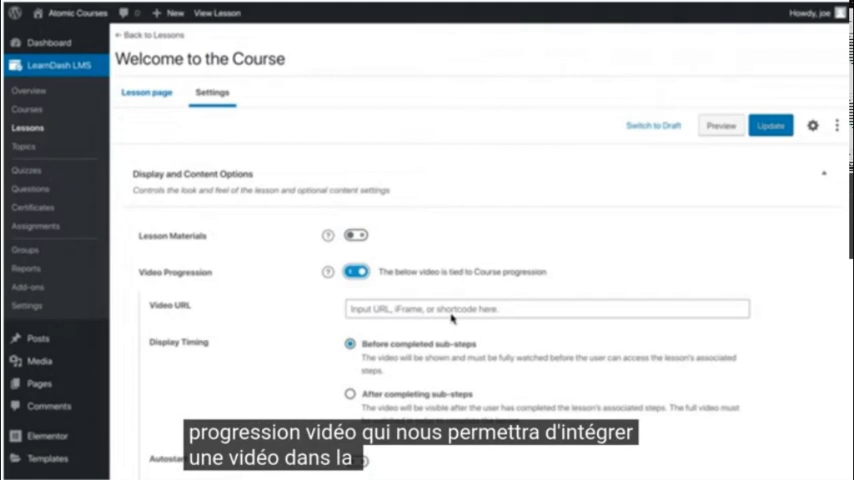 Atomic Courses 0 + New View Lesson Howdy, joe
Dashboard
LearnDash LMS
Overview
Courses
Lessons
Topics
Quizzes
Questions
Certificates
Assignments
Groups
Reports
Add-ons
Settings
Posts
Media
Pages
Comments
Elementor
Templates
← Back to Lessons
Welcome to the Course
Lesson page Settings
Switch to Draft Preview Update
Display and Content Options
Controls the look and feel of the lesson and optional content settings
Lesson Materials ?
Video Progression ? The below video is tied to Course progression
Video URL Input URL, iFrame, or shortcode here.
Display Timing Before completed sub-steps
The video will be shown and must be fully watched before the user can access the lesson's associated
steps.
After completing sub-steps
The video will be visible after the user has completed the lesson's associated steps. The full video must
progression vidéo qui nous permettra d'intégrer
une vidéo dans la